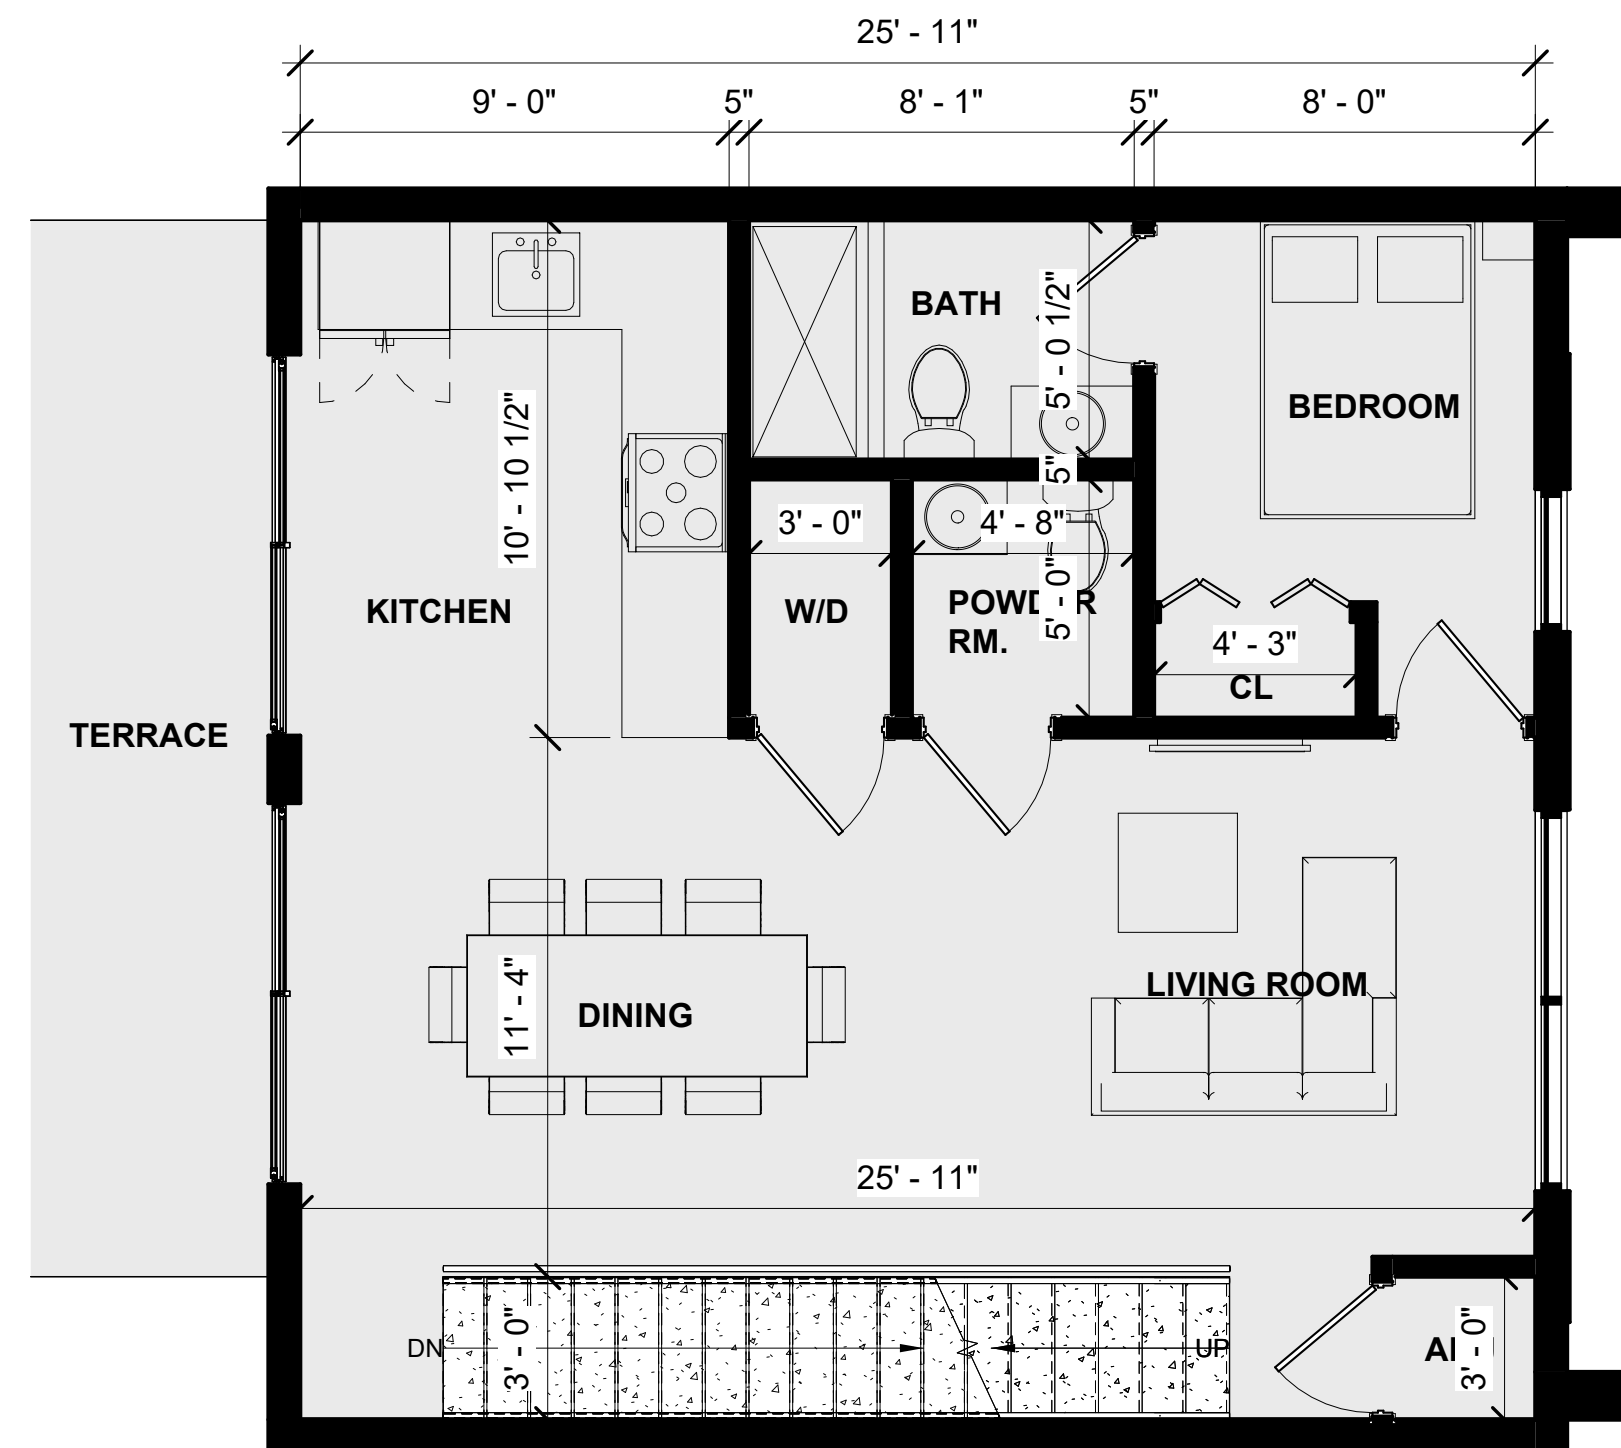 25' - 11"
9' - 0"
5"
8' - 1"
5"
8' - 0"
BATH
5' - 0 1/2"
BEDROOM
10' - 10 1/2"
5"
3' - 0"
4' - 8"
KITCHEN
W/D
RM.
5' - 0"
4' - 3"
CL
TERRACE
11' - 4"
DINING
LIVING ROOM
25' - 11"
DN
3' - 0"
UP
3' - 0"